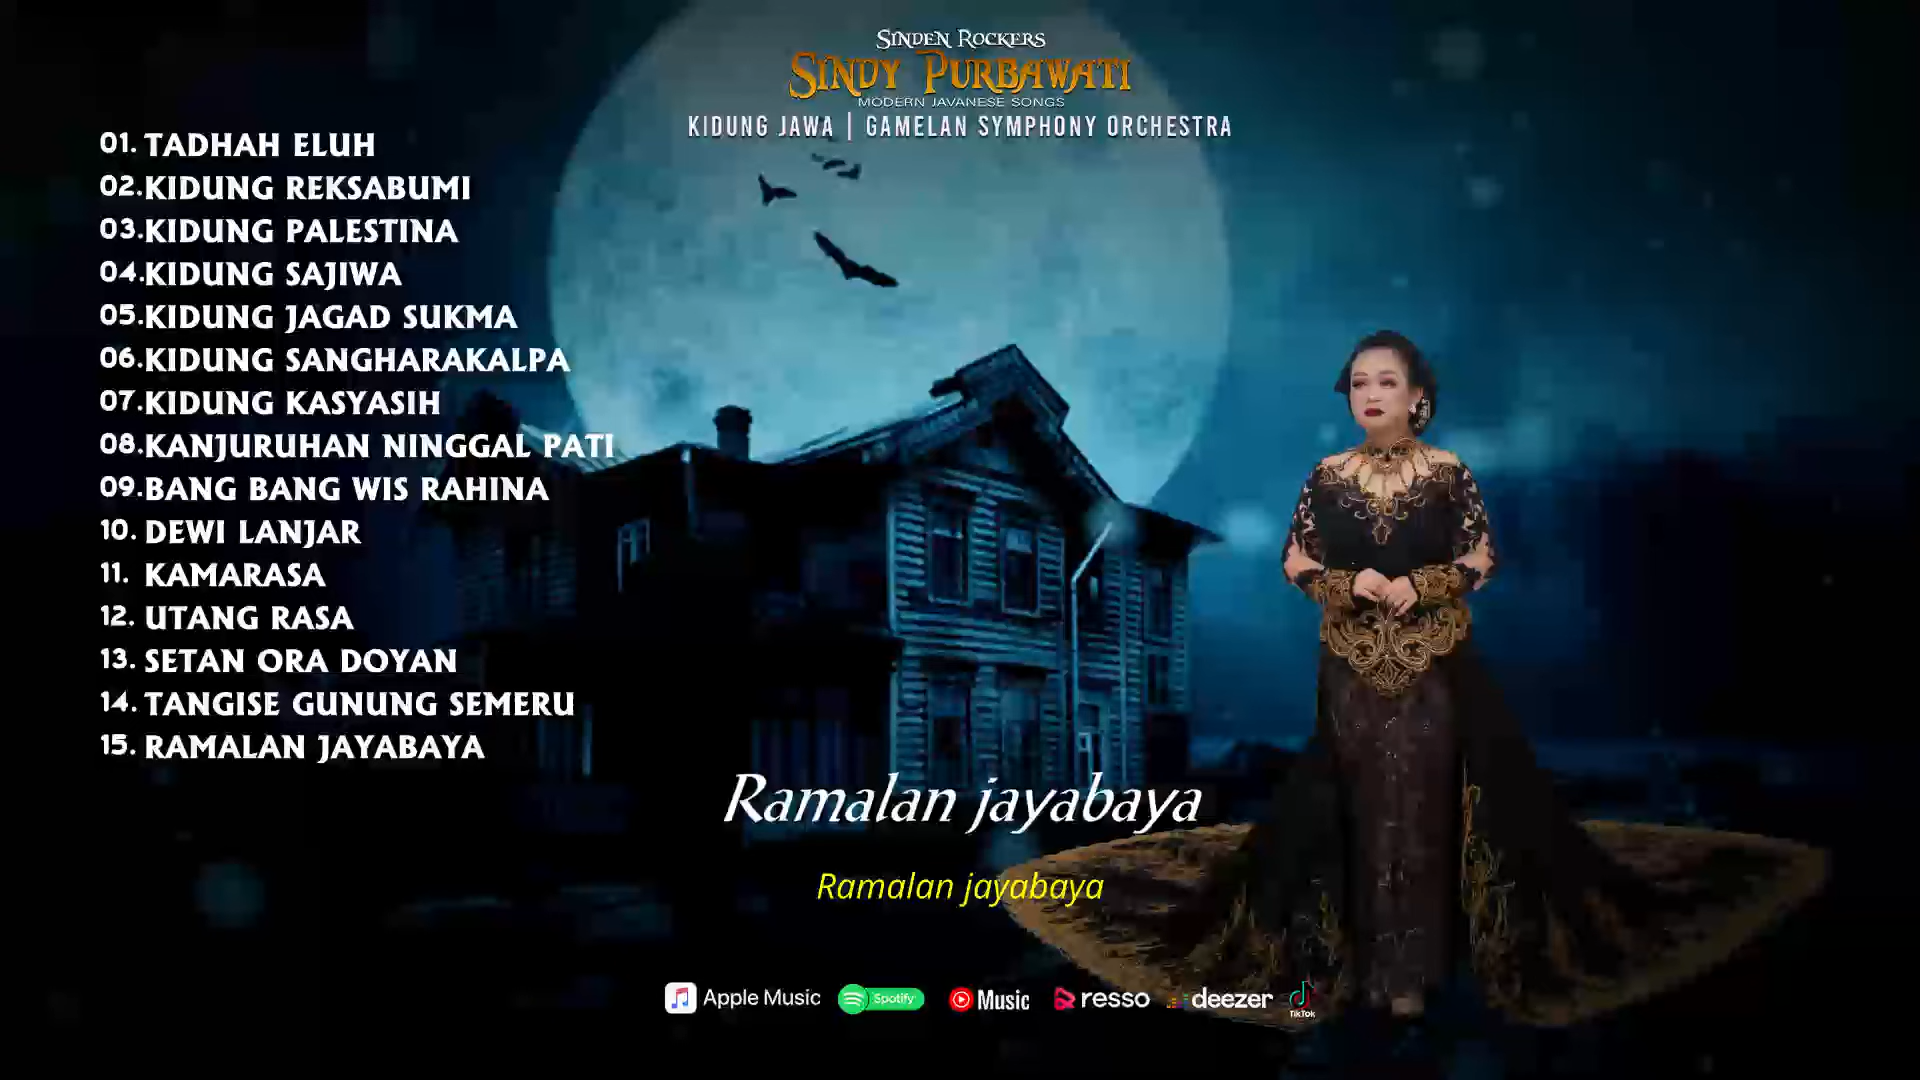 SINDEN ROCKERS
SINDY PURBAWATI
MODERN JAVANESE SONGS
KIDUNG JAWA | GAMELAN SYMPHONY ORCHESTRA
01. TADHAH ELUH
02.KIDUNG REKSABUMI
03.KIDUNG PALESTINA
04.KIDUNG SAJIWA
05.KIDUNG JAGAD SUKMA
06.KIDUNG SANGHARAKALPA
07.KIDUNG KASYASIH
08.KANJURUHAN NINGGAL PATI
09.BANG BANG WIS RAHINA
10. DEWI LANJAR
11. KAMARASA
12. UTANG RASA
13. SETAN ORA DOYAN
14. TANGISE GUNUNG SEMERU
15. RAMALAN JAYABAYA
Ramalan jayabaya
Ramalan jayabaya
Apple Music Spotify Music resso deezer TikTok